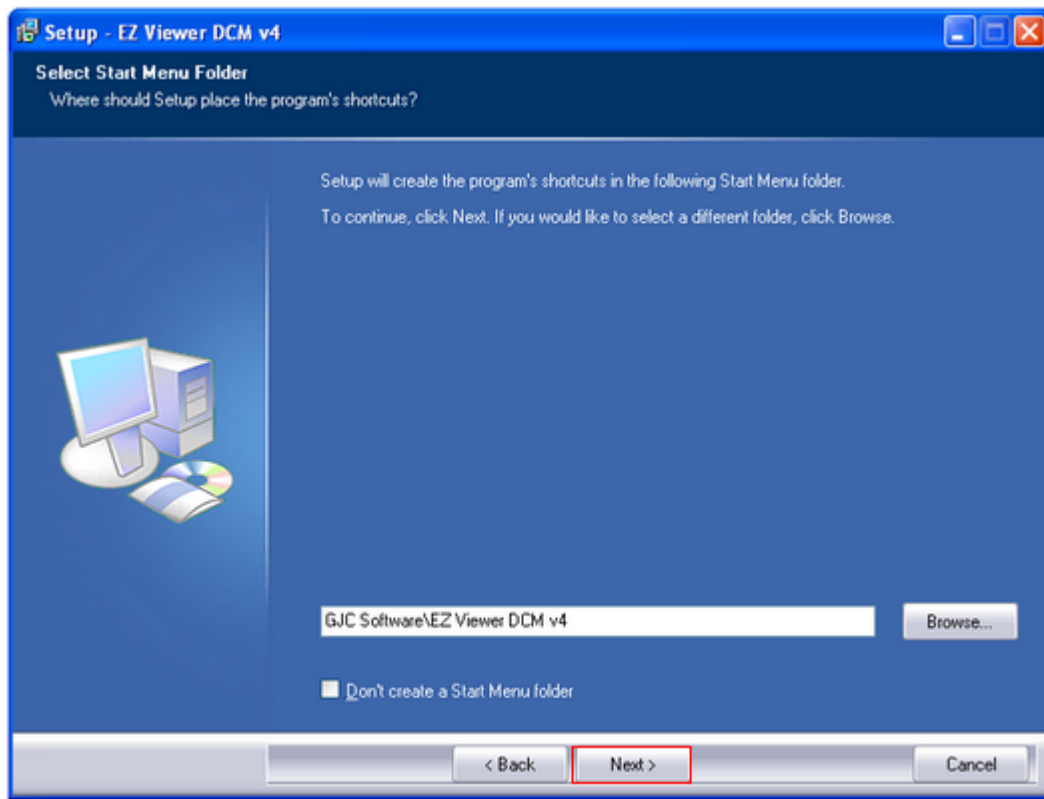 Setup - EZ Viewer DCM v4
Select Start Menu Folder
Where should Setup place the program's shortcuts?
Setup will create the program's shortcuts in the following Start Menu folder.
To continue, click Next. If you would like to select a different folder, click Browse.
GJC Software\EZ Viewer DCM v4
Browse...
Don't create a Start Menu folder
< Back
Next >
Cancel